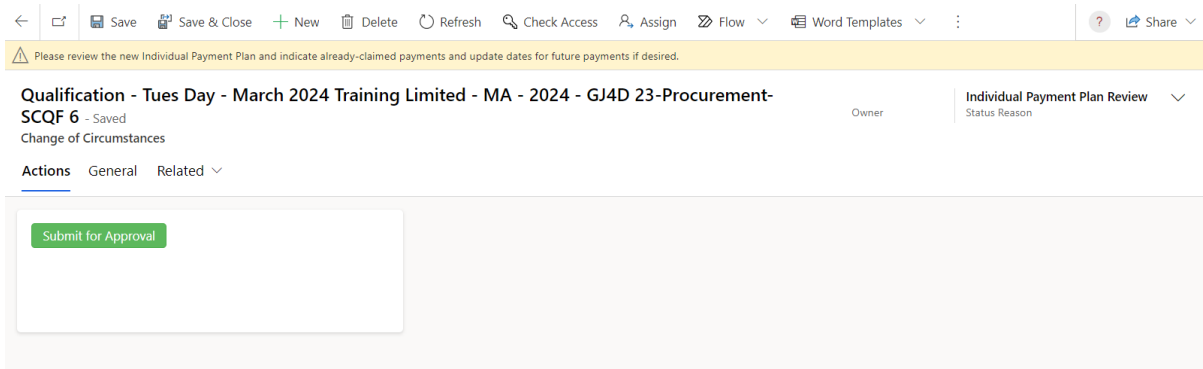 Save Save & Close New Delete Refresh Check Access Assign Flow Word Templates ? Share
Please review the new Individual Payment Plan and indicate already-claimed payments and update dates for future payments if desired.
Qualification - Tues Day - March 2024 Training Limited - MA - 2024 - GJ4D 23-Procurement-
SCQF 6 - Saved
Change of Circumstances
Owner
Individual Payment Plan Review
Status Reason
Actions General Related
Submit for Approval